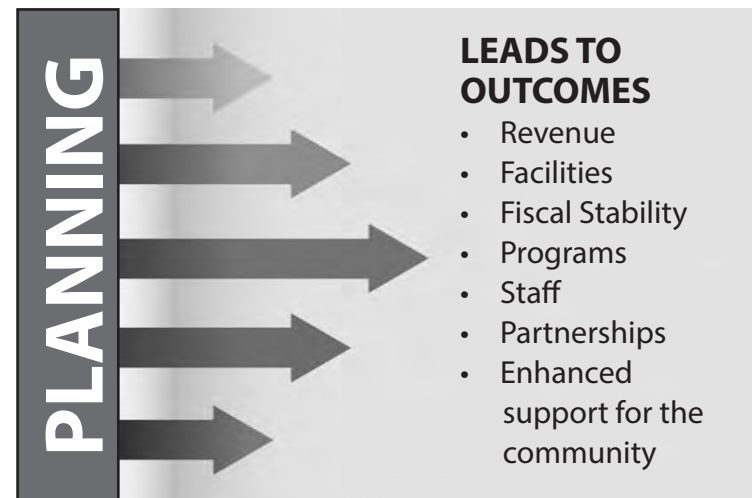 PLANNING
LEADS TO
OUTCOMES
• Revenue
• Facilities
• Fiscal Stability
• Programs
• Staff
• Partnerships
• Enhanced
support for the
community